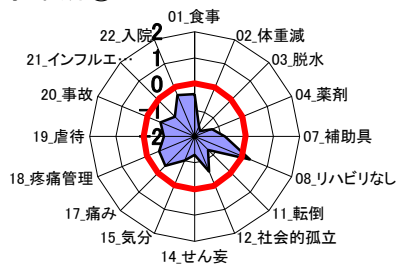 01_食事
02_体重減
03_脱水
04_薬剤
07_補助具
08_リハビリなし
11_転倒
12_社会的孤立
14_せん妄
15_気分
17_痛み
18_疼痛管理
19_虐待
20_事故
21_インフルエ…
22_入院
2
1
0
-1
-2